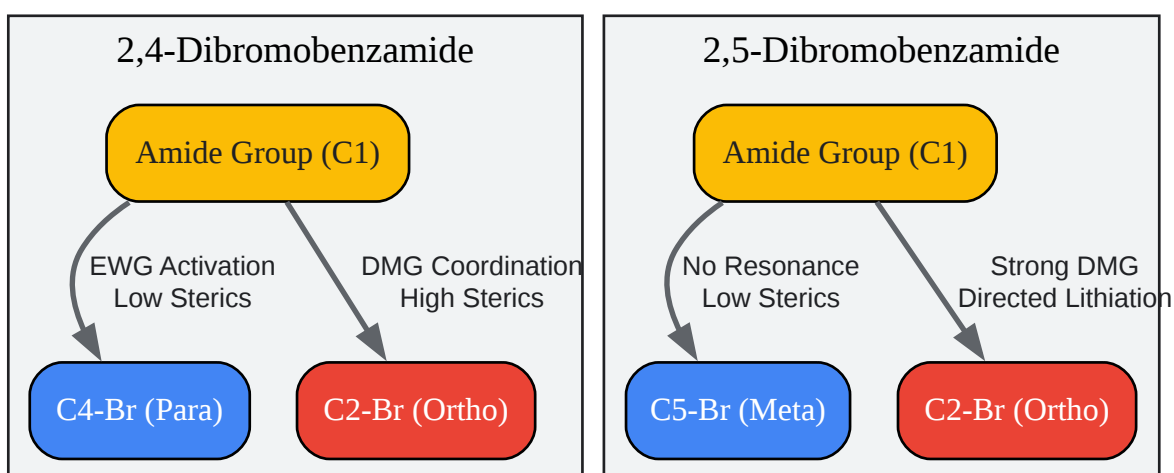 2,4-Dibromobenzamide
Amide Group (C1)
EWG Activation
Low Sterics
DMG Coordination
High Sterics
C4-Br (Para)
C2-Br (Ortho)
2,5-Dibromobenzamide
Amide Group (C1)
No Resonance
Low Sterics
Strong DMG
Directed Lithiation
C5-Br (Meta)
C2-Br (Ortho)